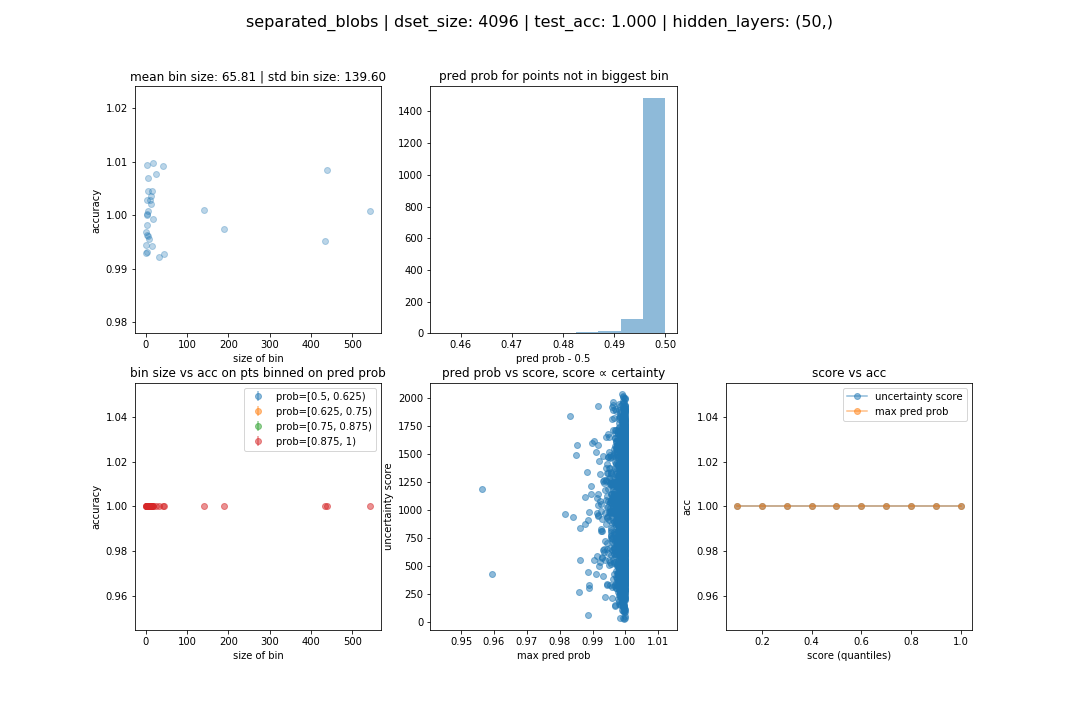 separated_blobs | dset_size: 4096 | test_acc: 1.000 | hidden_layers: (50,)
mean bin size: 65.81 | std bin size: 139.60
accuracy
1.02
1.01
1.00
0.99
0.98
0 100 200 300 400 500
size of bin
pred prob for points not in biggest bin
1400
1200
1000
800
600
400
200
0
0.46 0.47 0.48 0.49 0.50
pred prob - 0.5
bin size vs acc on pts binned on pred prob
accuracy
1.04
1.02
1.00
0.98
0.96
prob=[0.5, 0.625)
prob=[0.625, 0.75)
prob=[0.75, 0.875)
prob=[0.875, 1)
0 100 200 300 400 500
size of bin
pred prob vs score, score ∝ certainty
uncertainty score
2000
1750
1500
1250
1000
750
500
250
0
0.95 0.96 0.97 0.98 0.99 1.00 1.01
max pred prob
score vs acc
acc
1.04
1.02
1.00
0.98
0.96
uncertainty score
max pred prob
0.2 0.4 0.6 0.8 1.0
score (quantiles)